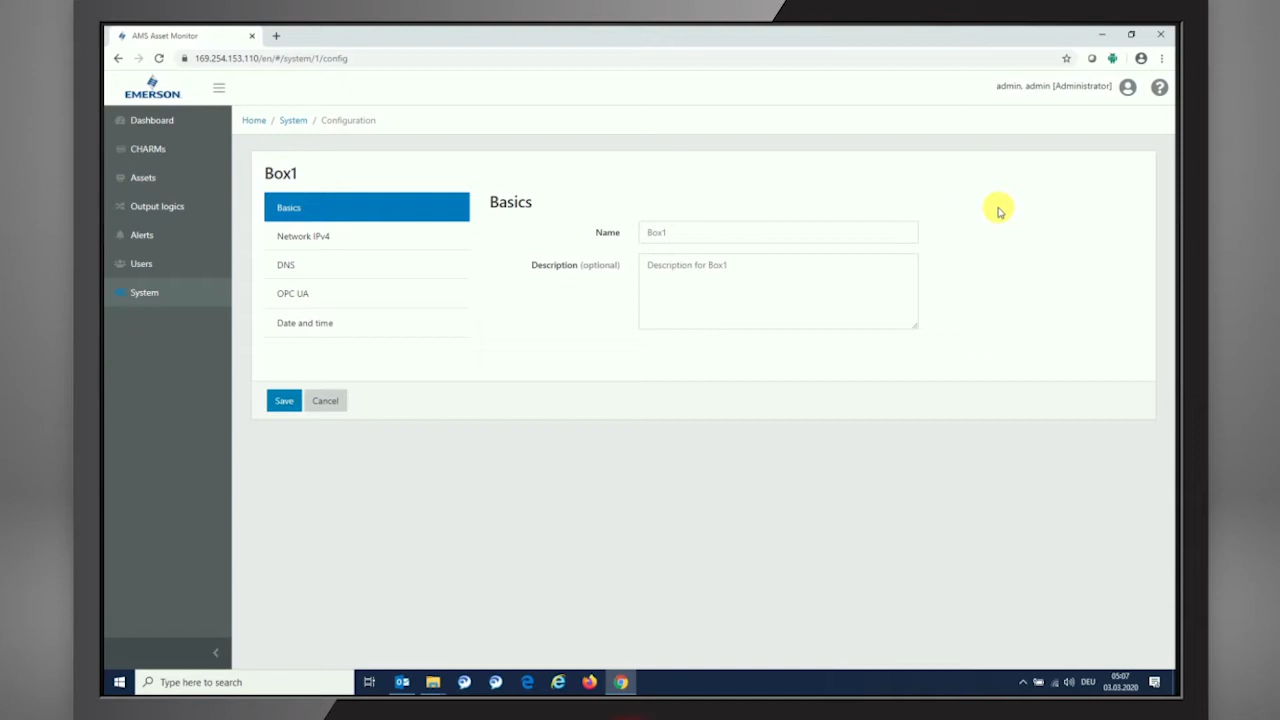 AMS Asset Monitor
169.254.153.110/en/#/system/1/config
EMERSON
admin, admin [Administrator]
Dashboard
CHARMs
Assets
Output logics
Alerts
Users
System
Home / System / Configuration
Box1
Basics
Network IPv4
DNS
OPC UA
Date and time
Basics
Name
Box1
Description (optional)
Description for Box1
Save
Cancel
Type here to search
DEU
05:07
03.03.2020